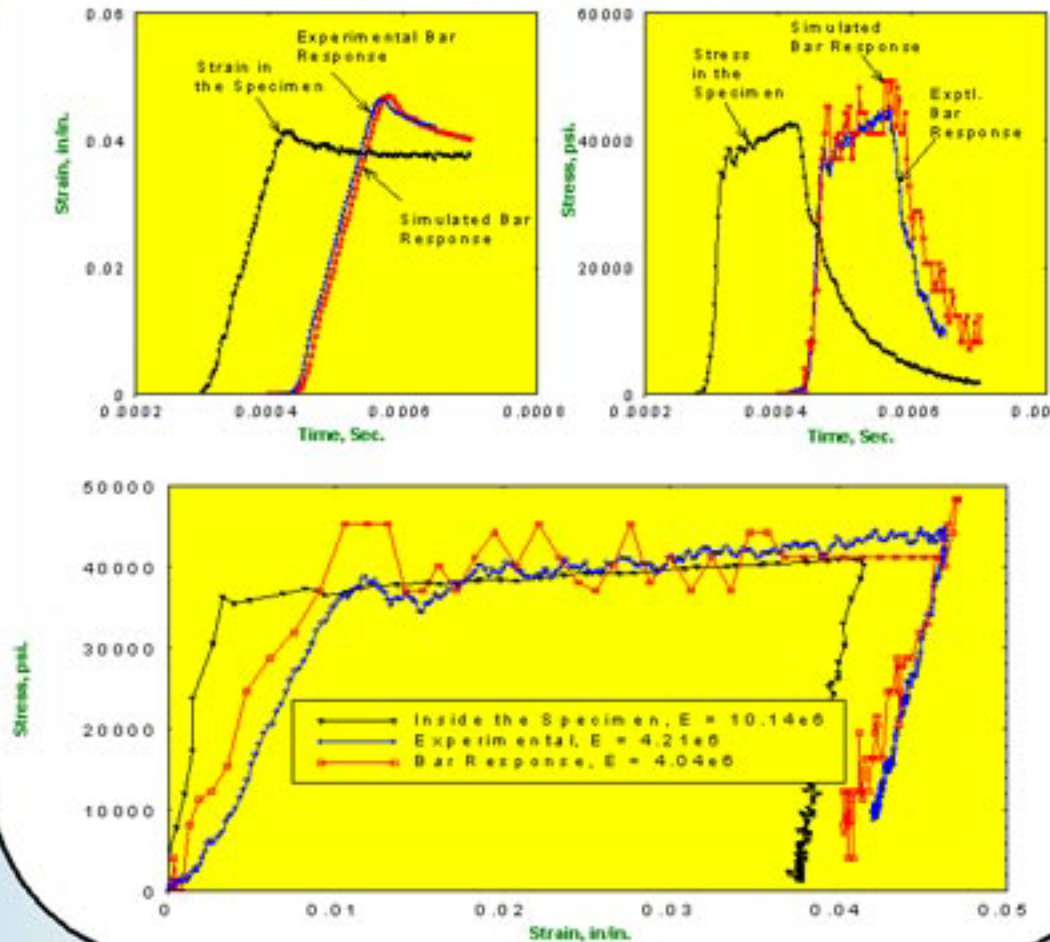 0.06
0.04
0.02
0
Strain, in/in.
Experimental Bar
Response
Strain in
the Specimen
Simulated Bar
Response
0.0002
0.0004
0.0006
0.0008
Time, Sec.
60000
40000
20000
0
Stress, psi.
Simulated
Bar Response
Stress
in the
Specimen
Exptl.
Bar
Response
0.0002
0.0004
0.0006
0.00
Time, Sec.
50000
40000
30000
20000
10000
0
Stress, psi.
Inside the Specimen, E = 10.14e6
Experimental, E = 4.21e6
Bar Response, E = 4.04e6
0
0.01
0.02
0.03
0.04
0.05
Strain, in/in.